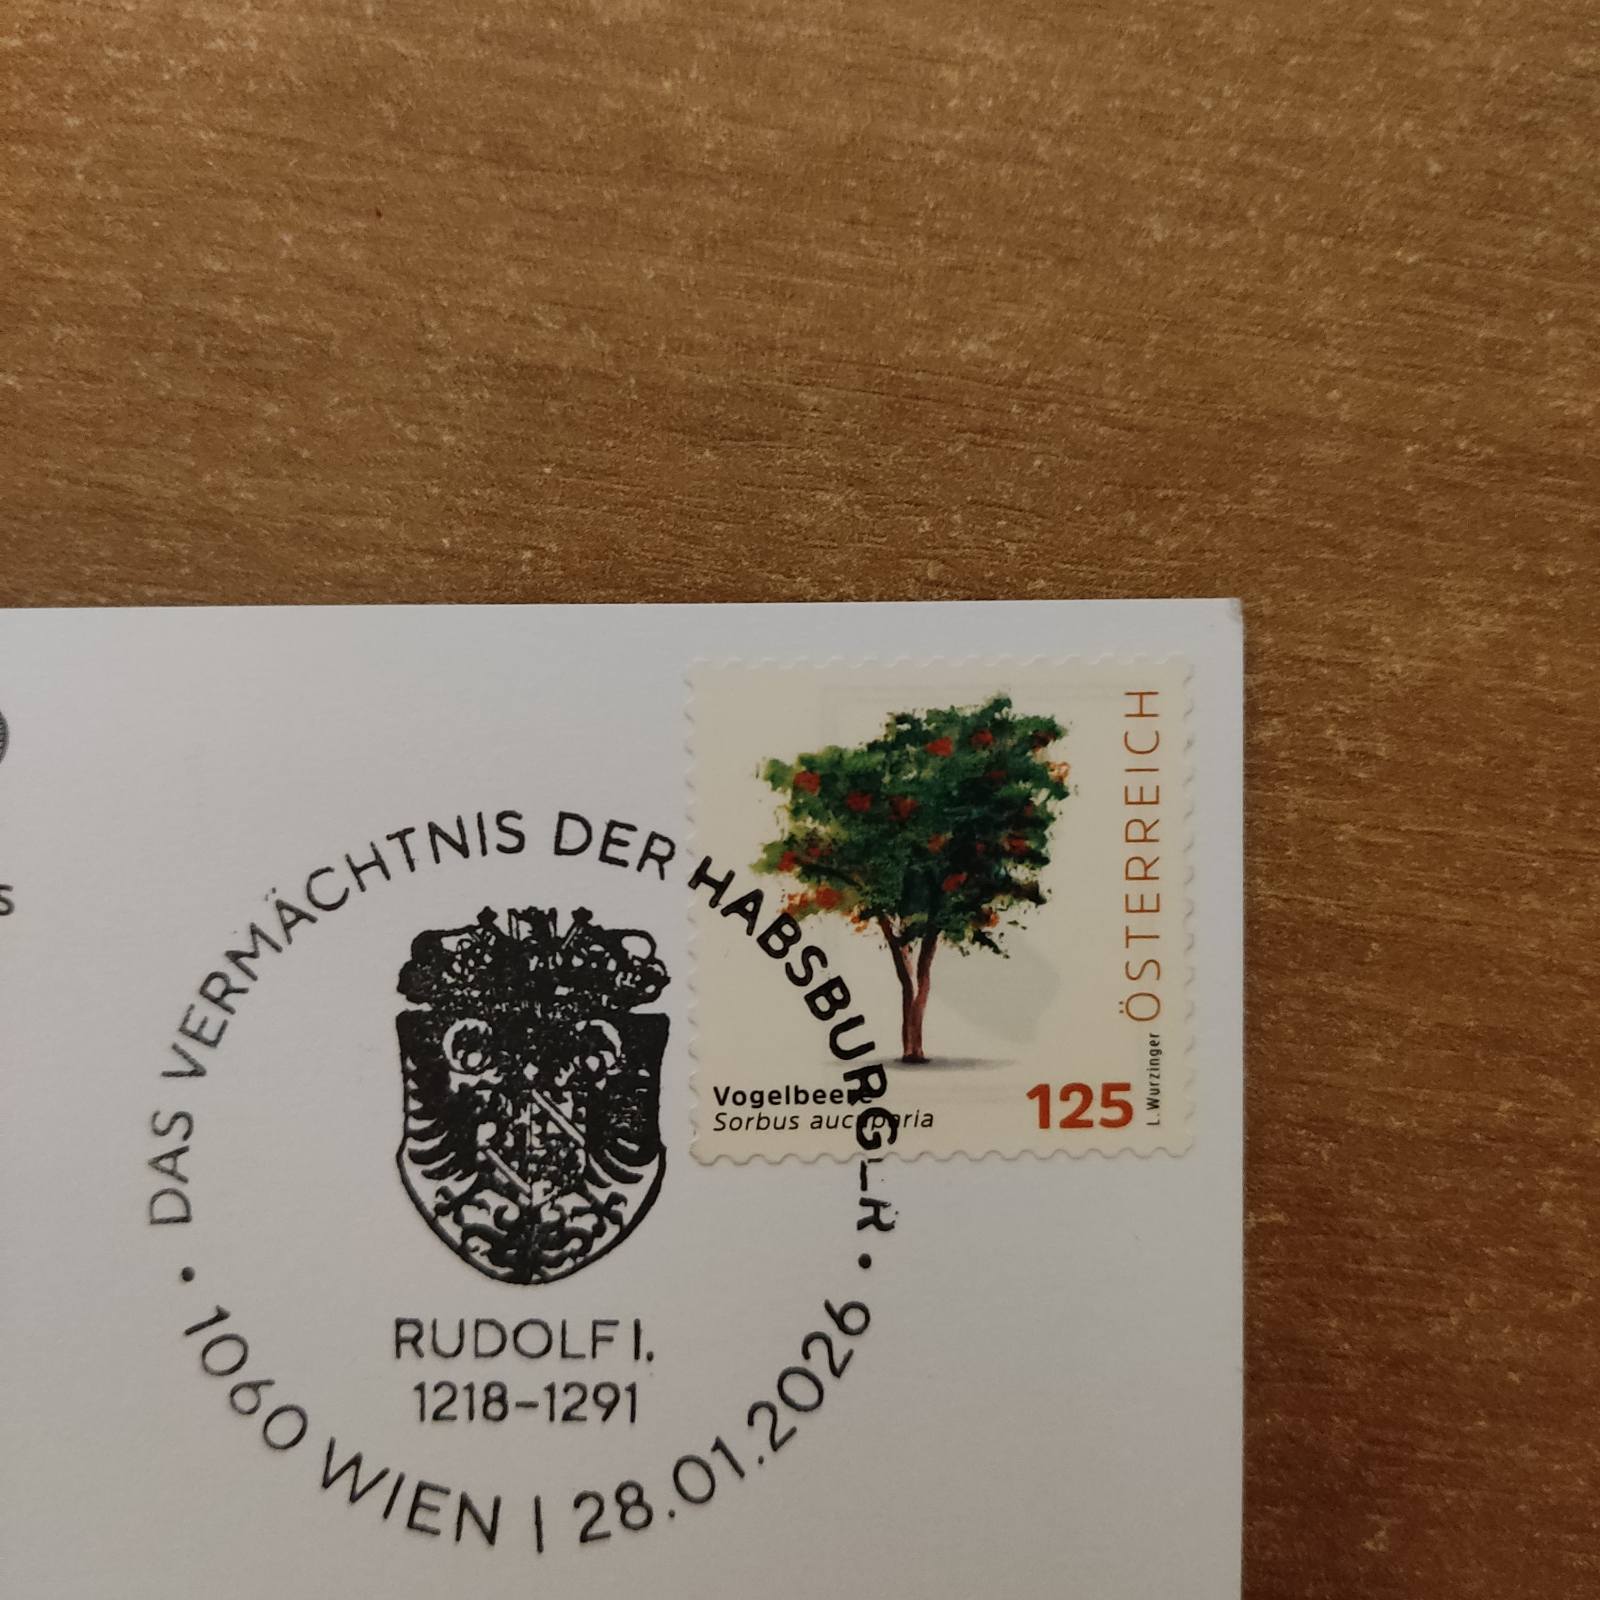 S
DAS VERMÄCHTNIS DER HABSBURGER
RUDOLF I.
1218–1291
1060 WIEN | 28.01.2026
ÖSTERREICH
L. Wurzinger
Vogelbeere
Sorbus aucuparia
125